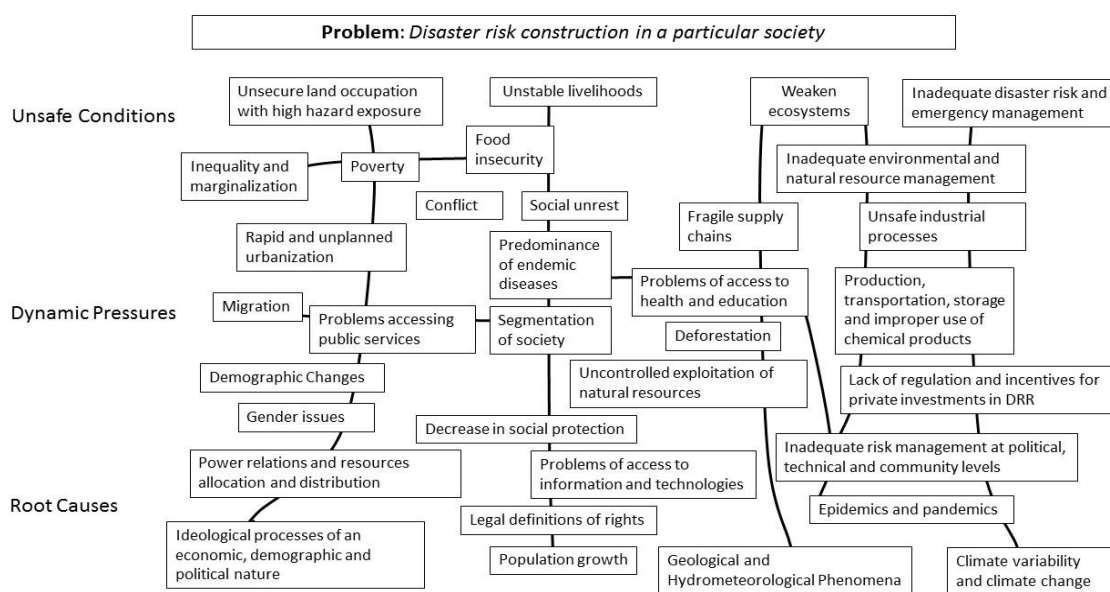 Problem: Disaster risk construction in a particular society
Unsafe Conditions
Unsecure land occupation
with high hazard exposure
Unstable livelihoods
Weaken
ecosystems
Inadequate disaster risk and
emergency management
Inequality and
marginalization
Poverty
Food
insecurity
Inadequate environmental and
natural resource management
Conflict
Social unrest
Fragile supply
chains
Unsafe industrial
processes
Rapid and unplanned
urbanization
Predominance
of endemic
diseases
Problems of access to
health and education
Production,
transportation, storage
and improper use of
chemical products
Dynamic Pressures
Migration
Problems accessing
public services
Segmentation
of society
Deforestation
Demographic Changes
Uncontrolled exploitation of
natural resources
Lack of regulation and incentives for
private investments in DRR
Gender issues
Decrease in social protection
Inadequate risk management at political,
technical and community levels
Power relations and resources
allocation and distribution
Problems of access to
information and technologies
Root Causes
Epidemics and pandemics
Ideological processes of an
economic, demographic and
political nature
Legal definitions of rights
Population growth
Geological and
Hydrometeorological Phenomena
Climate variability
and climate change